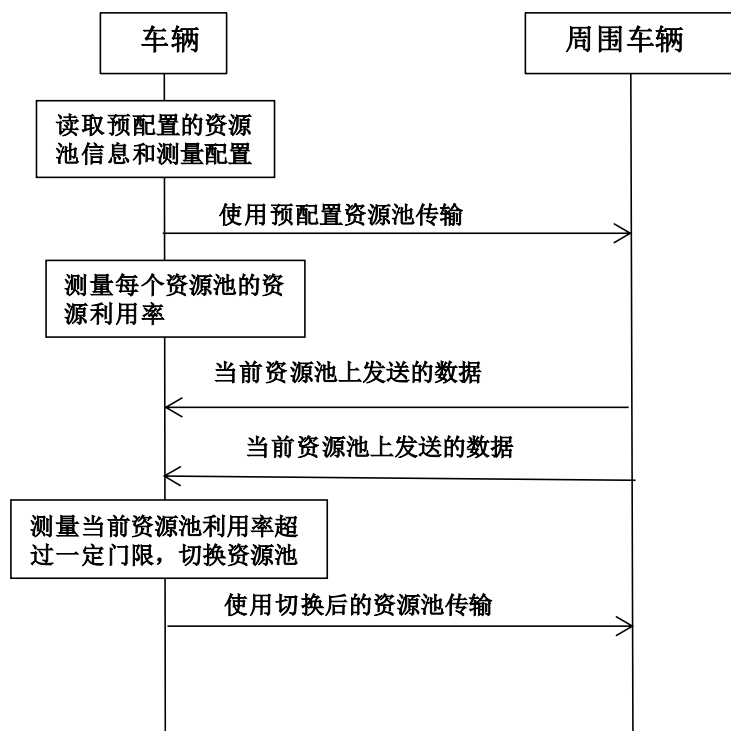 车辆
周围车辆
读取预配置的资源
池信息和测量配置
使用预配置资源池传输
测量每个资源池的资
源利用率
当前资源池上发送的数据
当前资源池上发送的数据
测量当前资源池利用率超
过一定门限，切换资源池
使用切换后的资源池传输